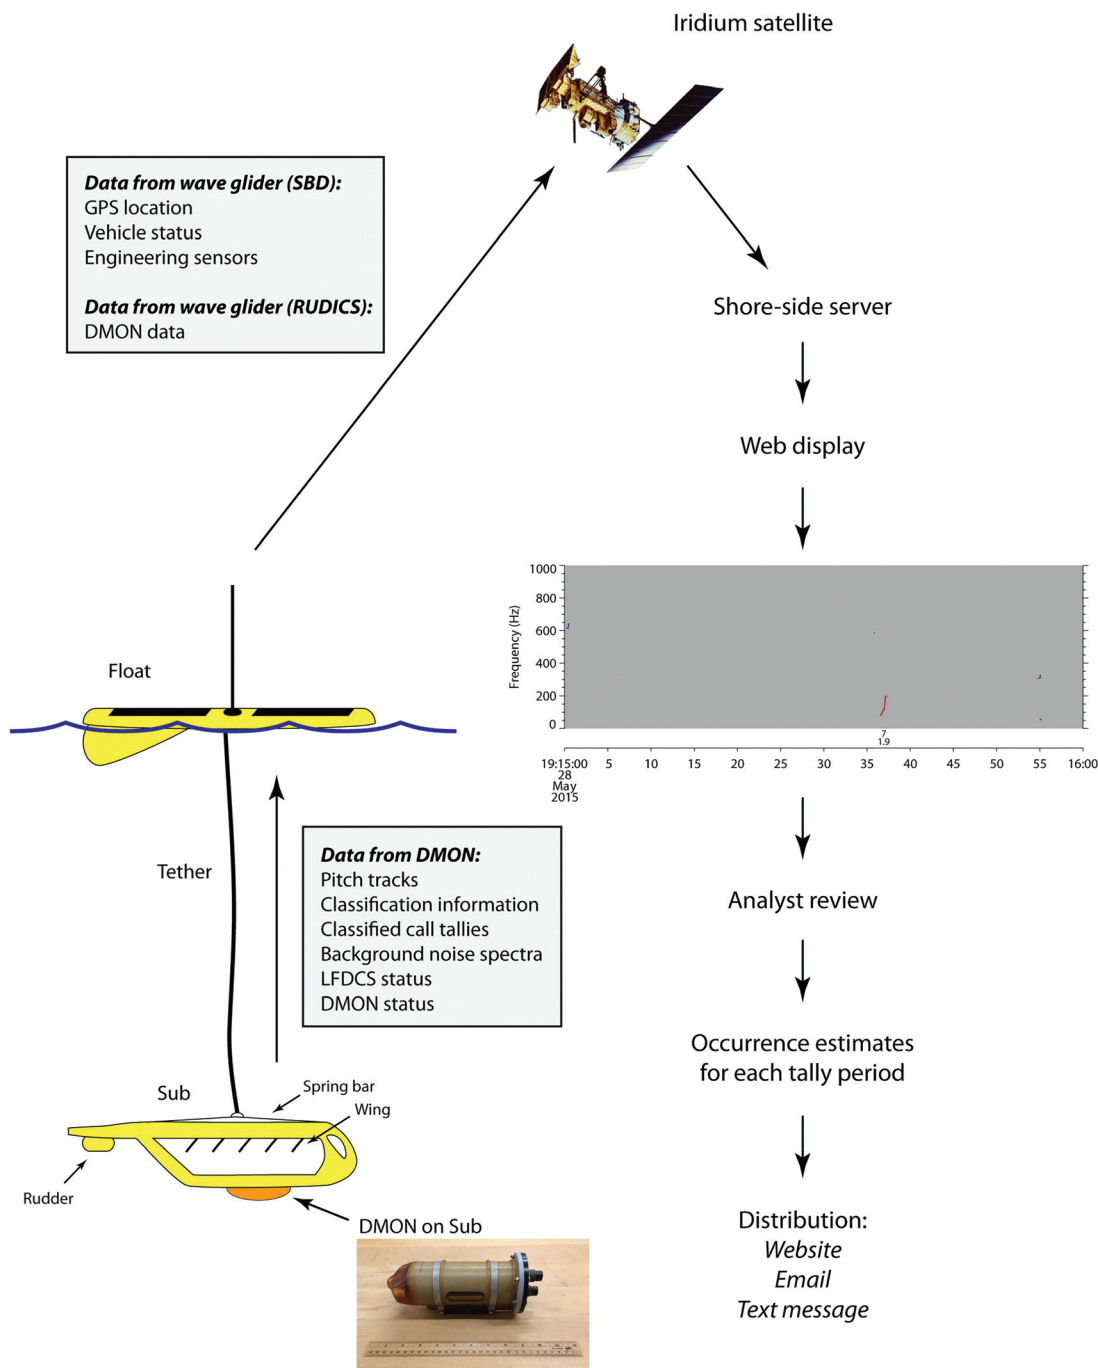 Iridium satellite
Data from wave glider (SBD):
GPS location
Vehicle status
Engineering sensors
Data from wave glider (RUDICS):
DMON data
Shore-side server
Web display
1000
800
600
400
200
0
Frequency (Hz)
7
1.9
19:15:00 5 10 15 20 25 30 35 40 45 50 55 16:00
28
May
2015
Float
Tether
Data from DMON:
Pitch tracks
Classification information
Classified call tallies
Background noise spectra
LFDCS status
DMON status
Analyst review
Occurrence estimates
for each tally period
Sub
Spring bar
Wing
Rudder
DMON on Sub
Distribution:
Website
Email
Text message